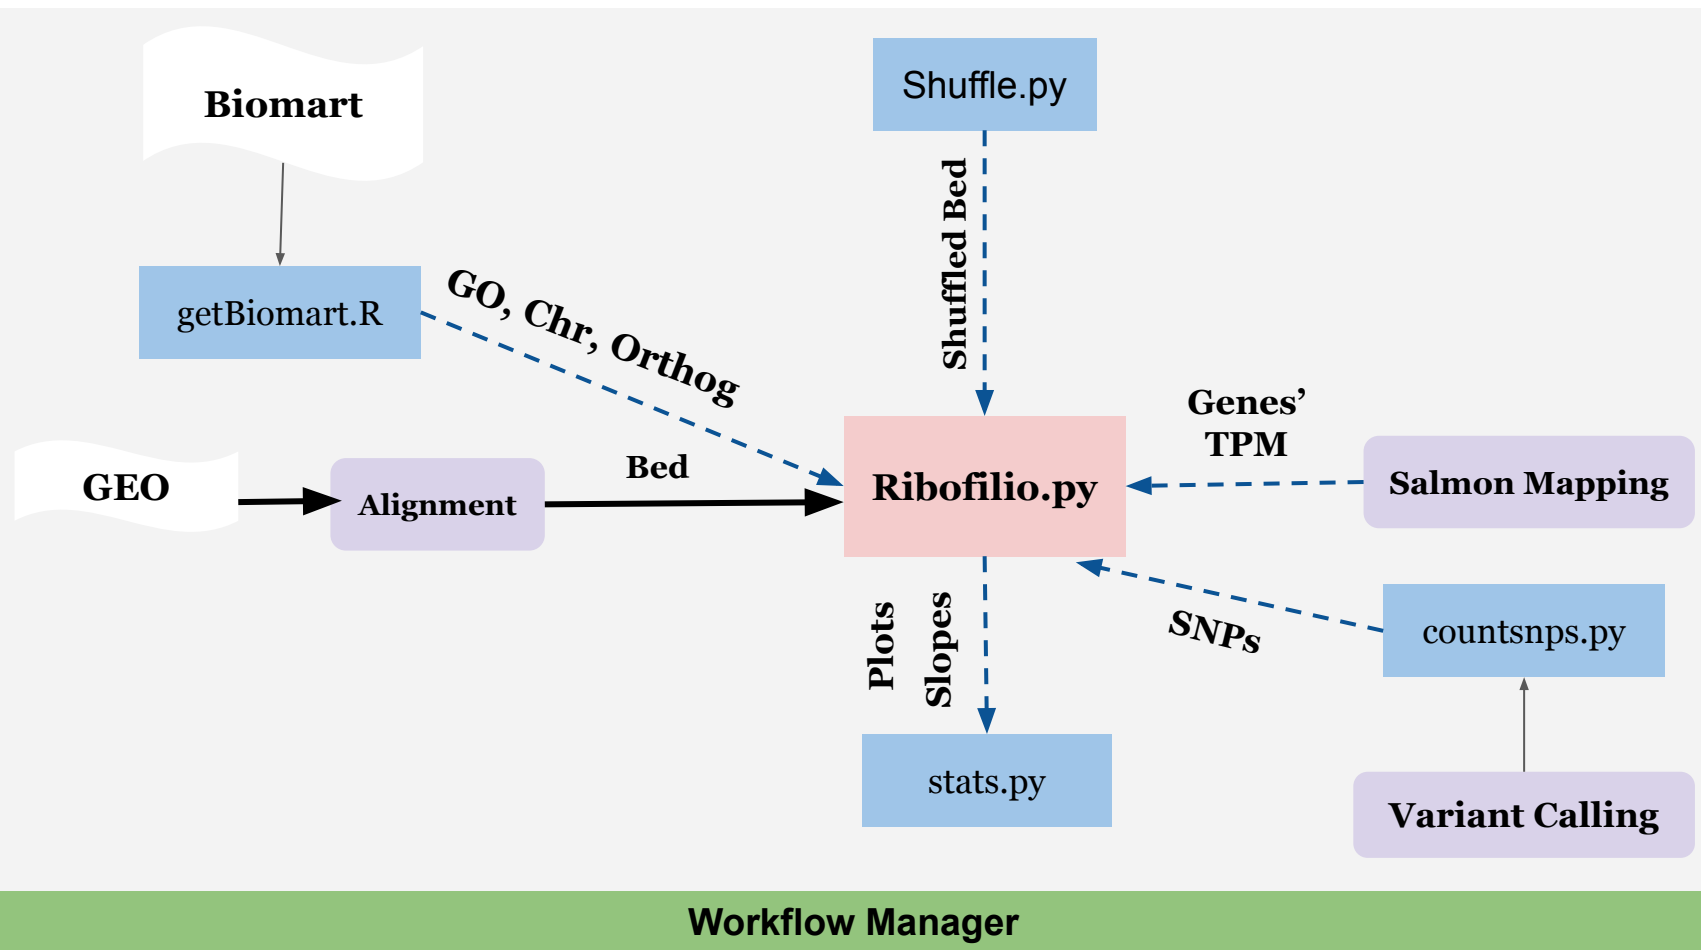 Biomart
Shuffle.py
Shuffled Bed
getBiomart.R
GO, Chr, Orthog
Genes’
TPM
GEO
Alignment
Bed
Ribofilio.py
Salmon Mapping
Plots
Slopes
SNPs
countsnps.py
stats.py
Variant Calling
Workflow Manager